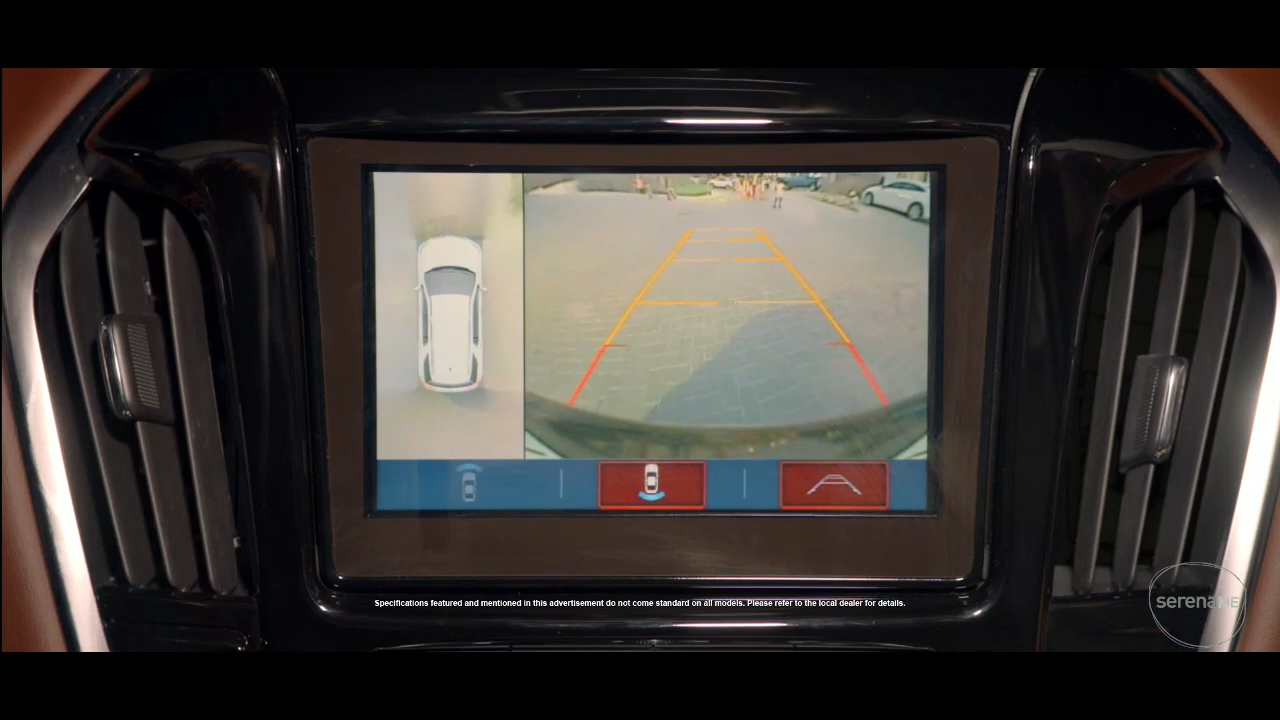 Specifications featured and mentioned in this advertisement do not come standard on all models. Please refer to the local dealer for details.
serename